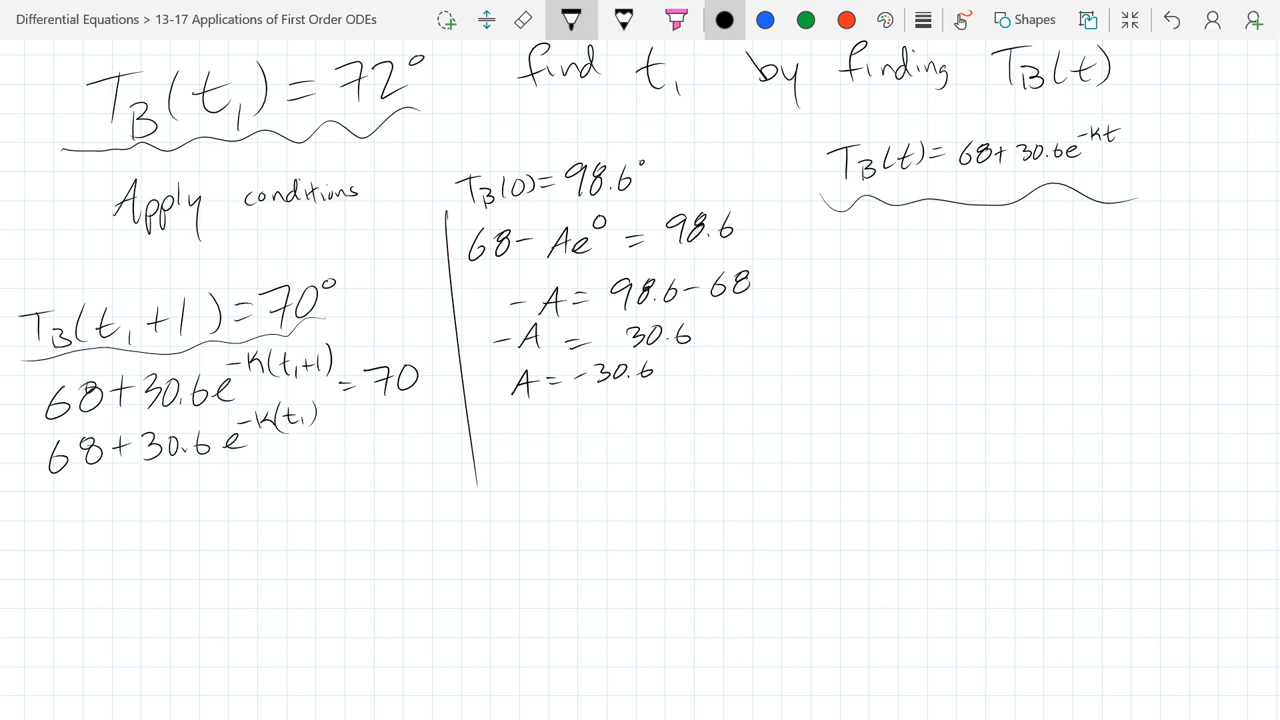 Differential Equations > 13-17 Applications of First Order ODEs
Shapes
T_B(t_1) = 72°
find t_1 by finding T_B(t)
T_B(t) = 68 + 30.6e^{-Kt}
Apply conditions
T_B(0) = 98.6°
68 - Ae^0 = 98.6
-A = 98.6 - 68
-A = 30.6
A = -30.6
T_B(t_1 + 1) = 70°
68 + 30.6e^{-K(t_1+1)} = 70
68 + 30.6e^{-K(t_1)}